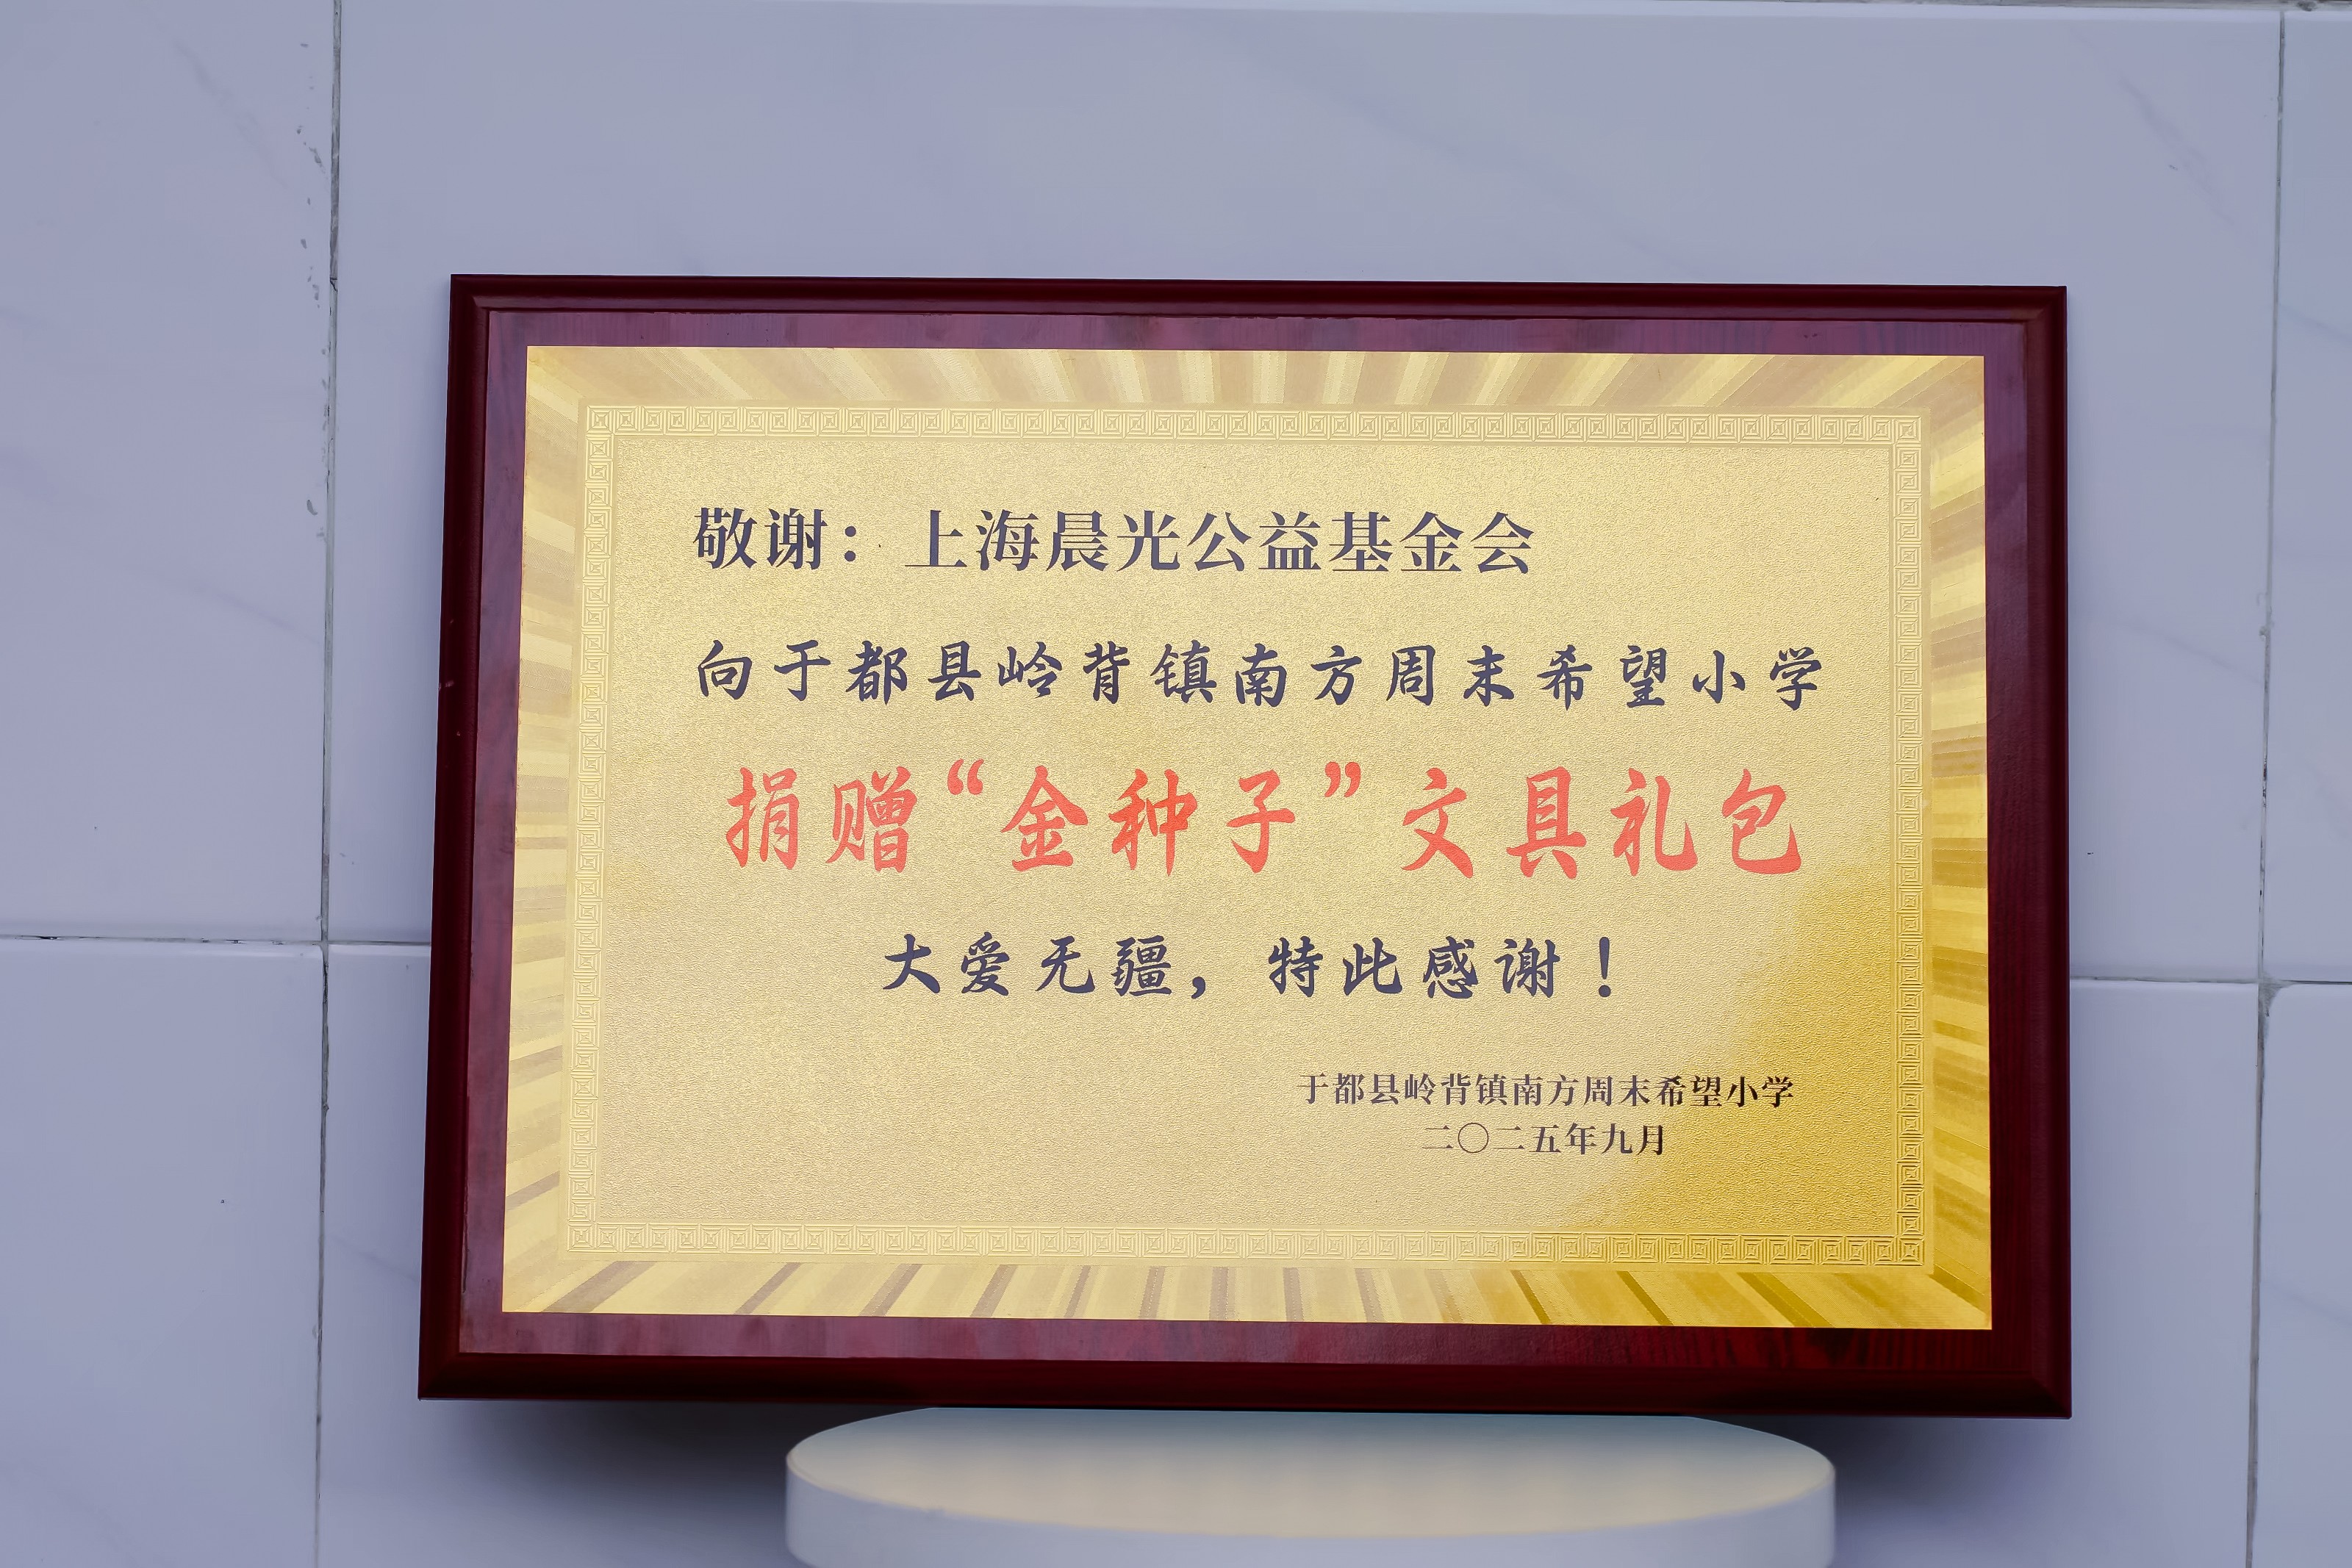 敬谢：上海晨光公益基金会
向于都县岭背镇南方周末希望小学
捐赠“金种子”文具礼包
大爱无疆，特此感谢！
于都县岭背镇南方周末希望小学
二〇二五年九月